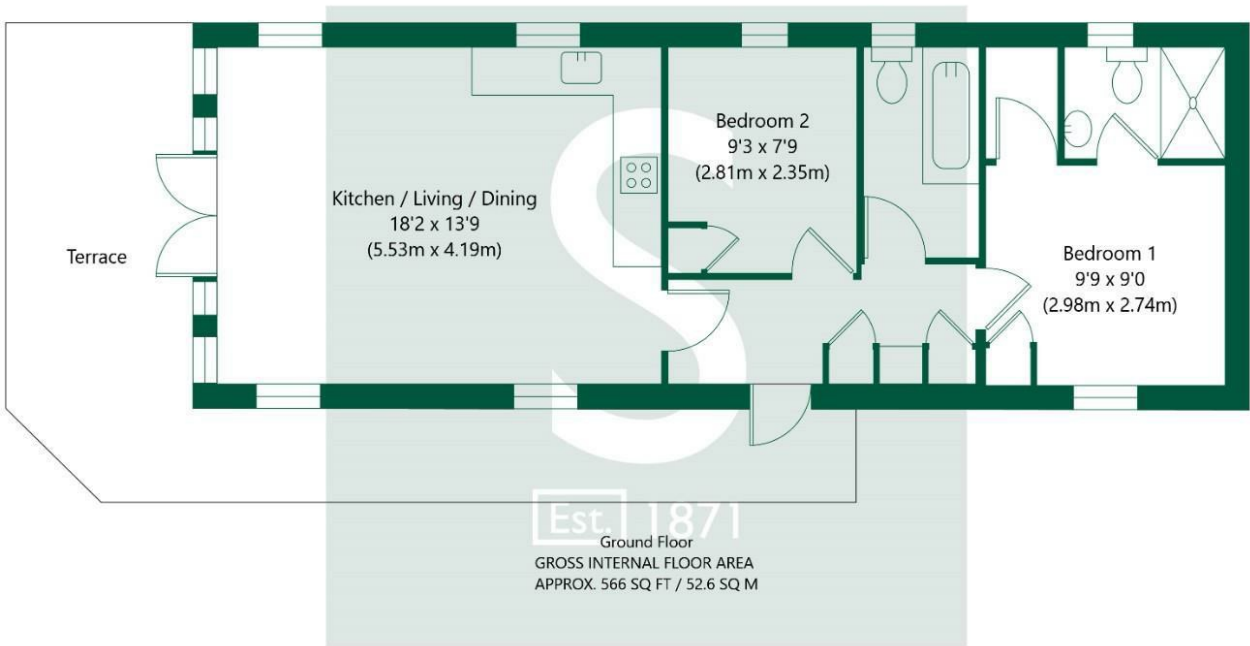 Bedroom 2
9'3 x 7'9
(2.81m x 2.35m)
Kitchen / Living / Dining
18'2 x 13'9
(5.53m x 4.19m)
Terrace
Bedroom 1
9'9 x 9'0
(2.98m x 2.74m)
S
Est. 1871
Ground Floor
GROSS INTERNAL FLOOR AREA
APPROX. 566 SQ FT / 52.6 SQ M